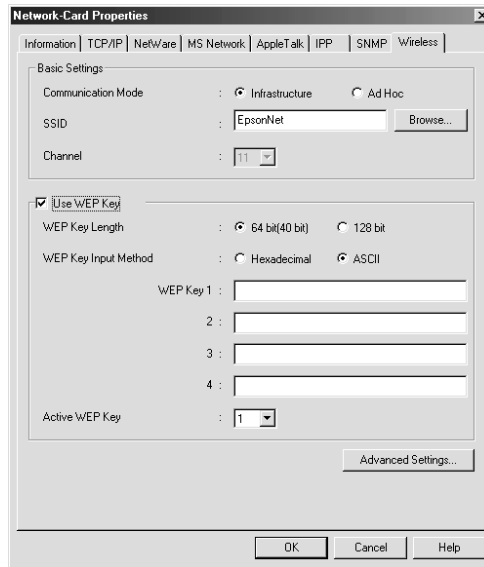 Network-Card Properties
Information TCP/IP NetWare MS Network AppleTalk IPP SNMP Wireless
Basic Settings
Communication Mode : Infrastructure Ad Hoc
SSID : EpsonNet Browse...
Channel : 11
Use WEP Key
WEP Key Length : 64 bit(40 bit) 128 bit
WEP Key Input Method : Hexadecimal ASCII
WEP Key 1 :
2 :
3 :
4 :
Active WEP Key : 1
Advanced Settings...
OK Cancel Help